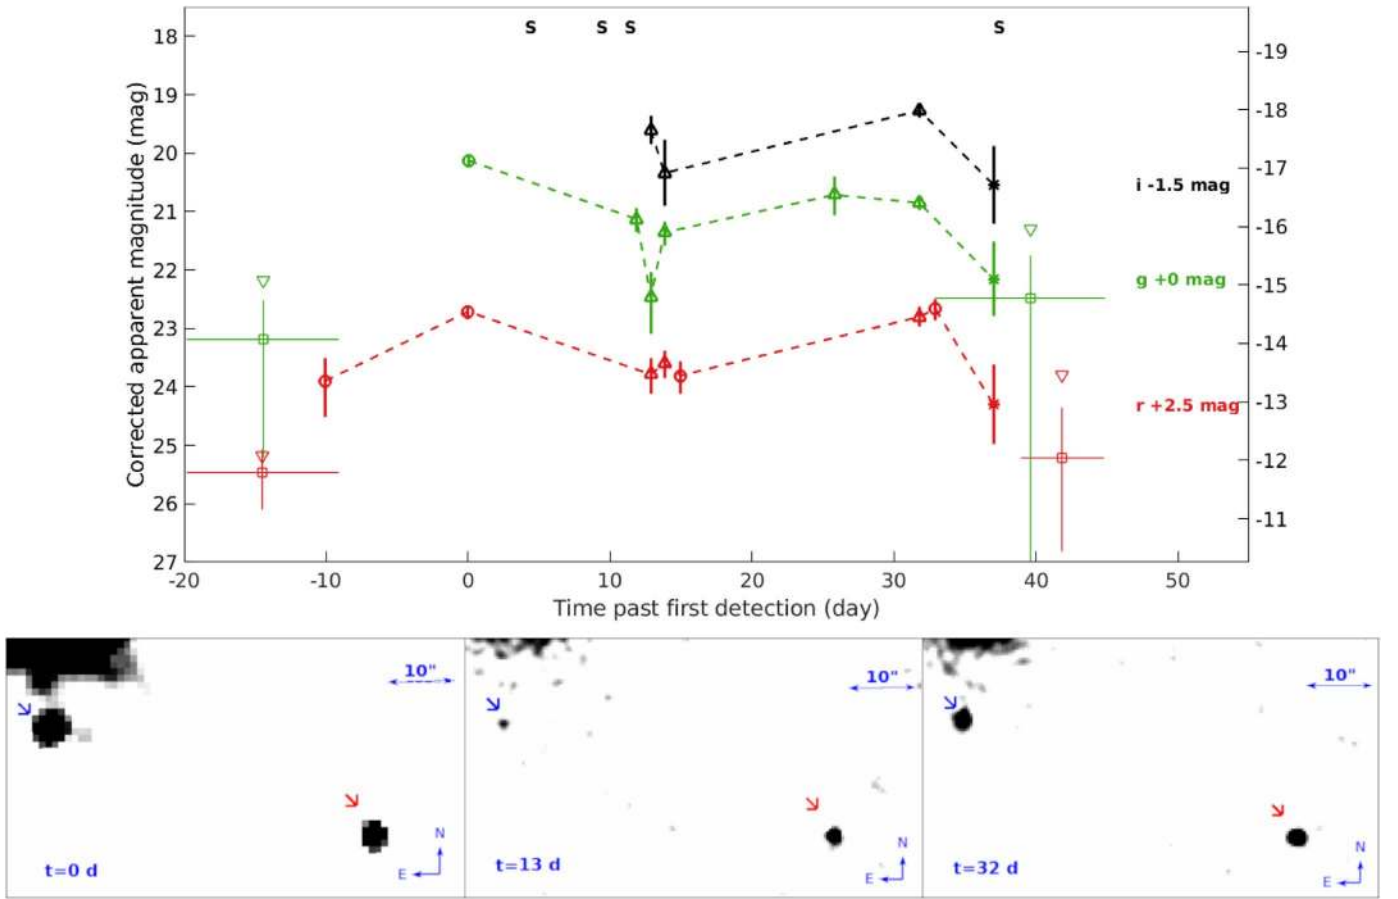 S S S S
18
19
20
21
22
23
24
25
26
27
Corrected apparent magnitude (mag)
-19
-18
-17
-16
-15
-14
-13
-12
-11
i -1.5 mag
g +0 mag
r +2.5 mag
-20 -10 0 10 20 30 40 50
Time past first detection (day)
10" 10" 10"
N N N
E E E
t=0 d t=13 d t=32 d